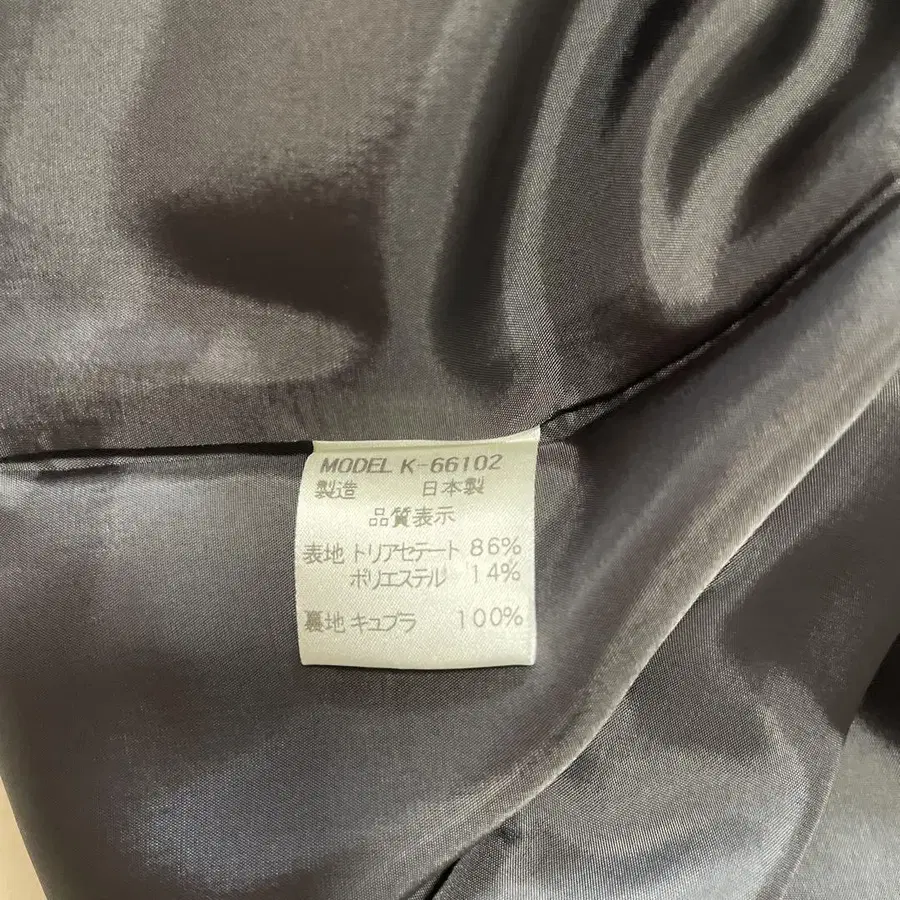 MODEL K-66102
製造 日本製
品質表示
表地 トリアセテート 86%
ポリエステル 14%
裏地 キュプラ 100%